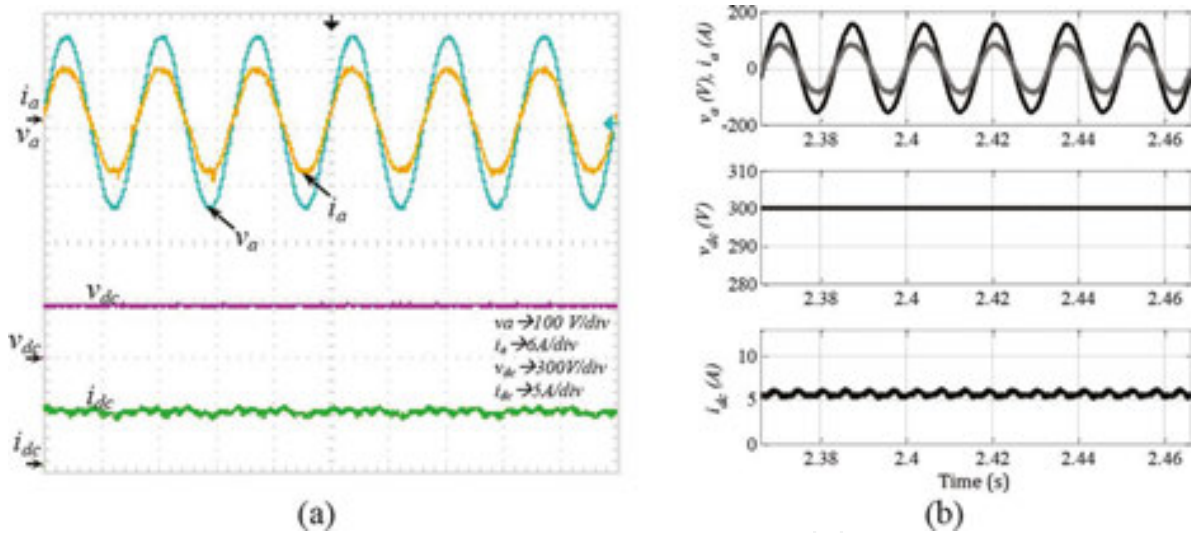 i_a
v_a
i_a
v_a
v_dc
va→100 V/div
i_a→6A/div
v_dc→300V/div
i_dc→5A/div
v_dc
i_dc
i_dc
(a)
v_a (V), i_a (A)
200
0
-200
2.38 2.4 2.42 2.44 2.46
v_dc (V)
310
300
290
280
2.38 2.4 2.42 2.44 2.46
i_dc (A)
10
5
0
2.38 2.4 2.42 2.44 2.46
Time (s)
(b)